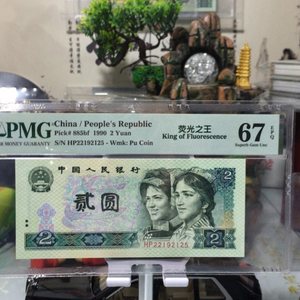 PMG
China / People's Republic
Pick# 885bf 1990 2 Yuan
S/N HP22192125 - Wmk: Pu Coin
荧光之王
King of Fluorescence
67 EPQ
Superb Gem Unc
中国人民银行
贰圆
2
2
HP22192125